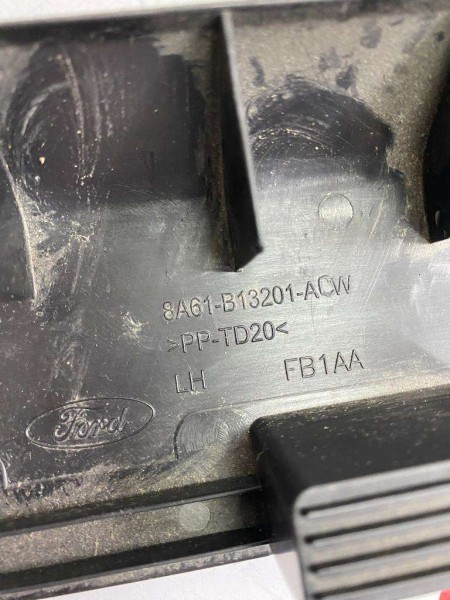 8A61-B13201-ACW
>PP-TD20<
LH FB1AA
Ford